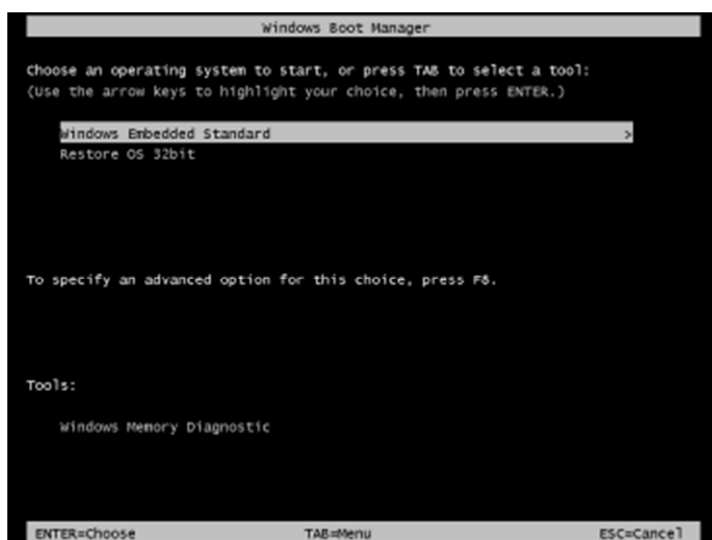 Windows Boot Manager
Choose an operating system to start, or press TAB to select a tool:
(Use the arrow keys to highlight your choice, then press ENTER.)
Windows Embedded Standard >
Restore OS 32bit
To specify an advanced option for this choice, press F8.
Tools:
Windows Memory Diagnostic
ENTER=Choose TAB=Menu ESC=Cancel